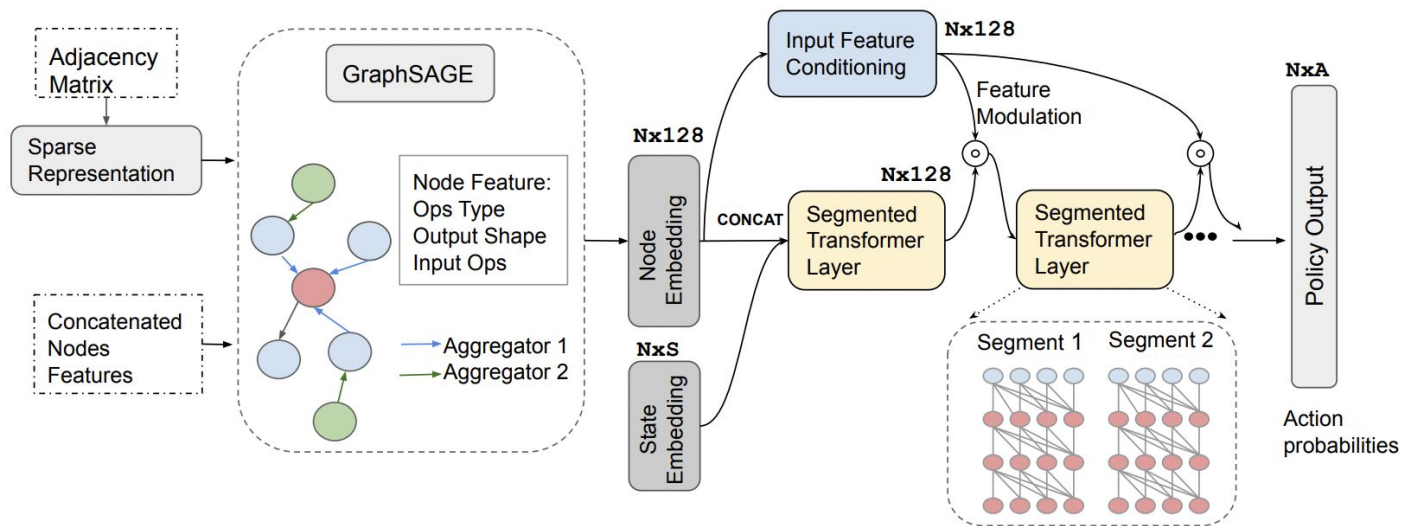 Adjacency
Matrix
Sparse
Representation
Concatenated
Nodes
Features
GraphSAGE
Node Feature:
Ops Type
Output Shape
Input Ops
Aggregator 1
Aggregator 2
Nx128
Node
Embedding
NxS
State
Embedding
CONCAT
Input Feature
Conditioning
Nx128
Feature
Modulation
Nx128
Segmented
Transformer
Layer
Segmented
Transformer
Layer
Segment 1
Segment 2
NxA
Policy Output
Action
probabilities